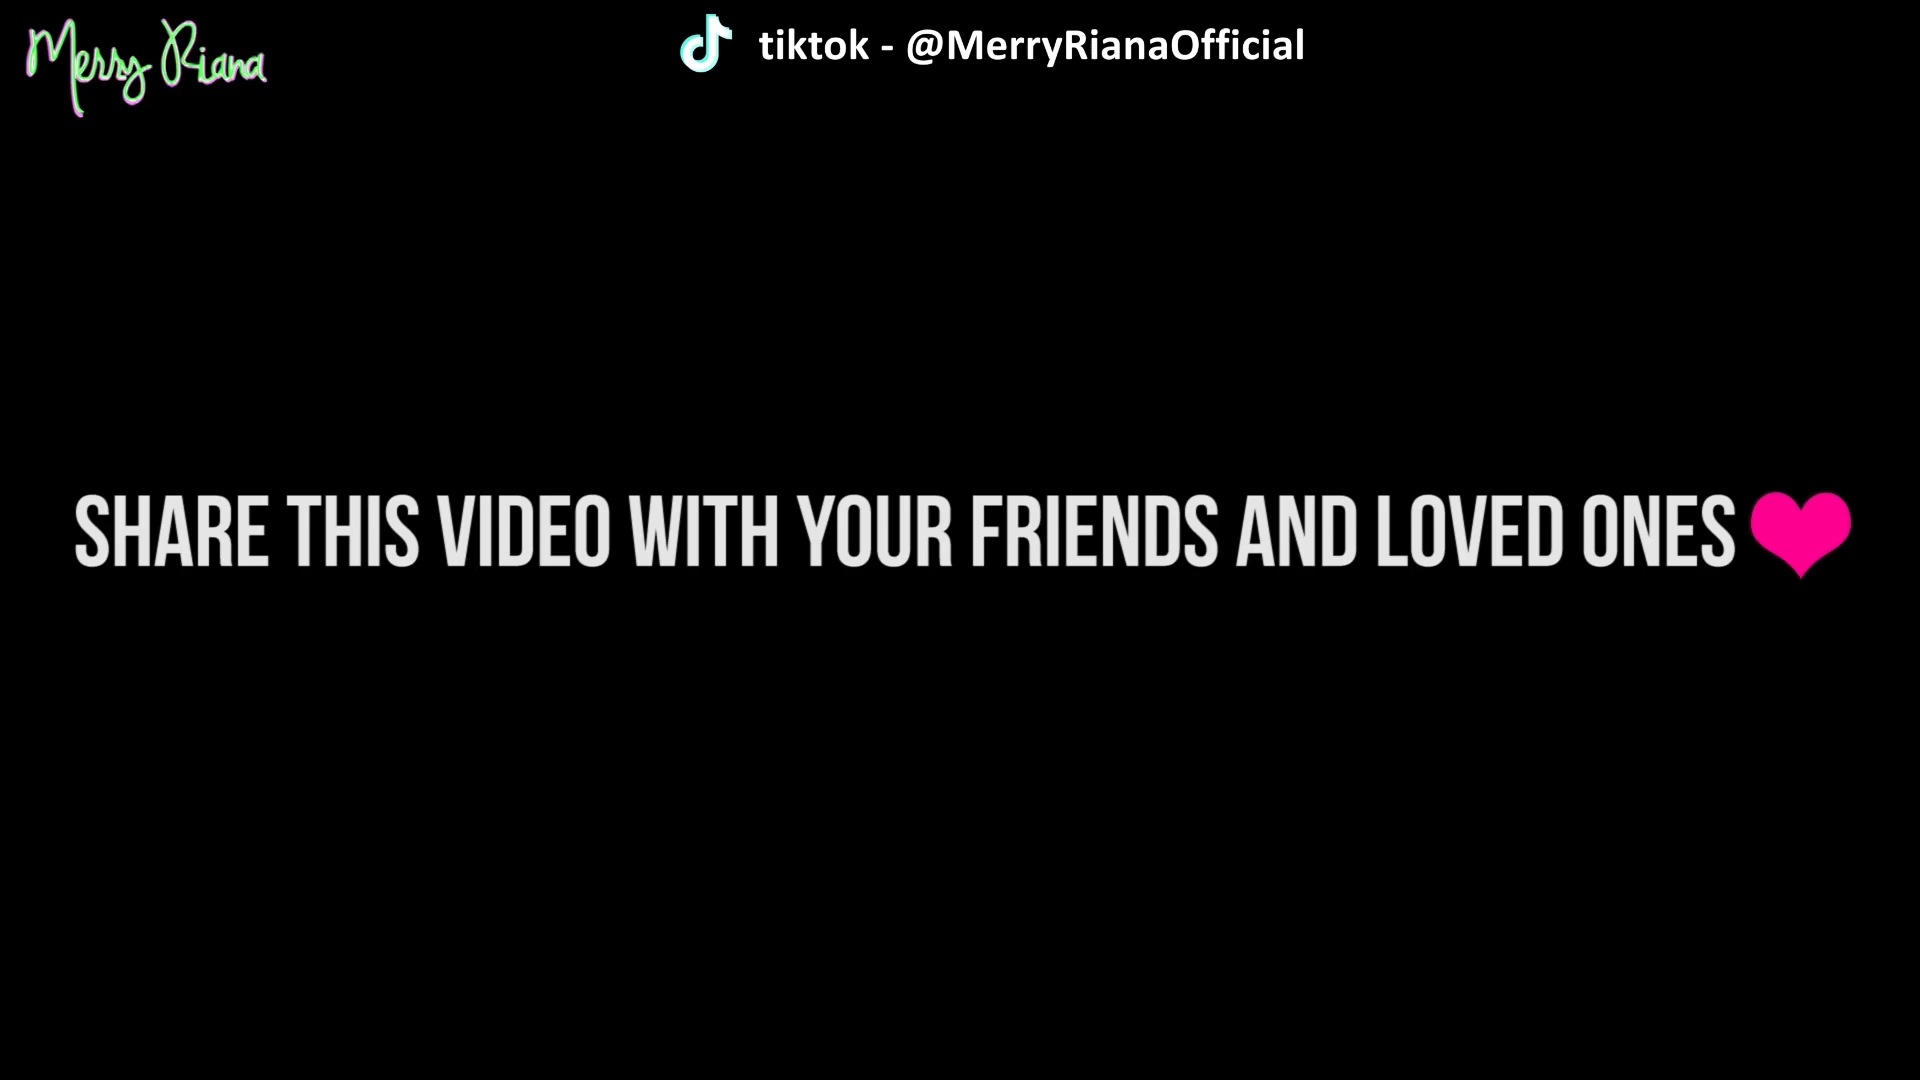 Merry Riana
tiktok - @MerryRianaOfficial
SHARE THIS VIDEO WITH YOUR FRIENDS AND LOVED ONES